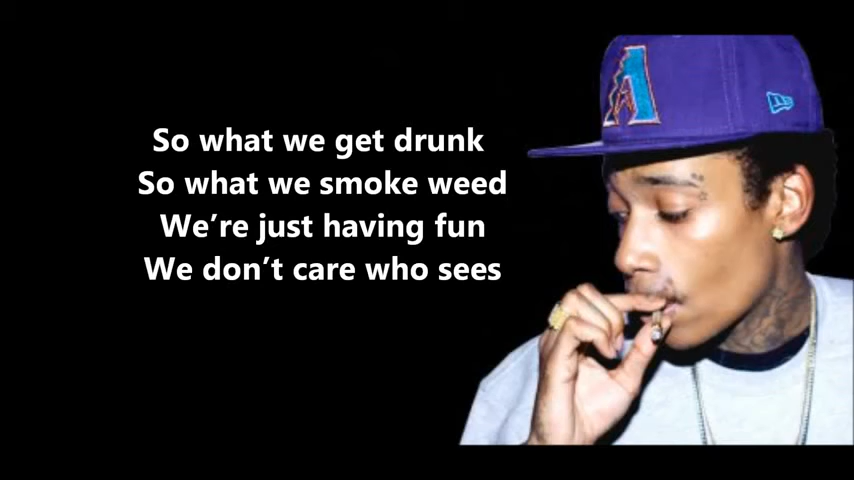 So what we get drunk
So what we smoke weed
We’re just having fun
We don’t care who sees
A